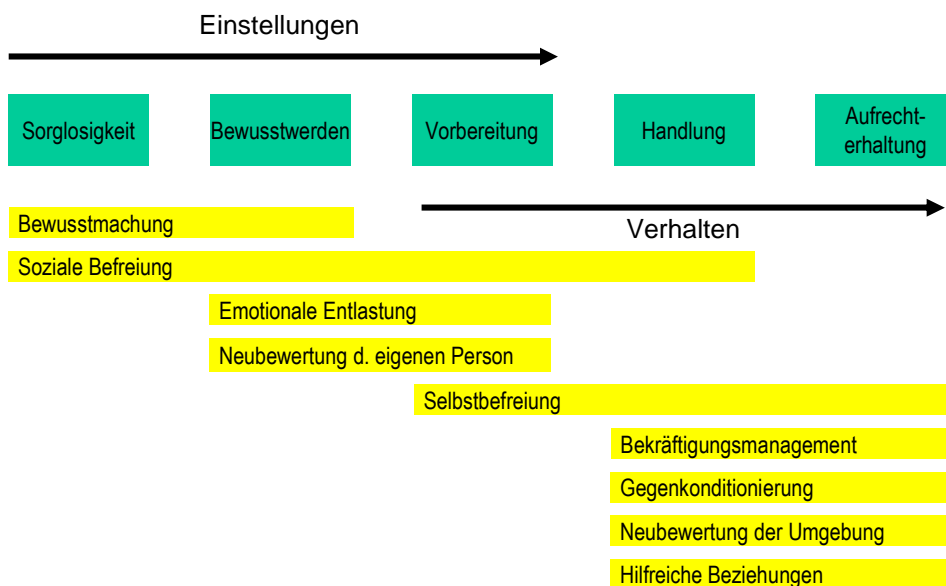 Einstellungen
Sorglosigkeit
Bewusstwerden
Vorbereitung
Handlung
Aufrecht-
erhaltung
Bewusstmachung
Verhalten
Soziale Befreiung
Emotionale Entlastung
Neubewertung d. eigenen Person
Selbstbefreiung
Bekräftigungsmanagement
Gegenkonditionierung
Neubewertung der Umgebung
Hilfreiche Beziehungen